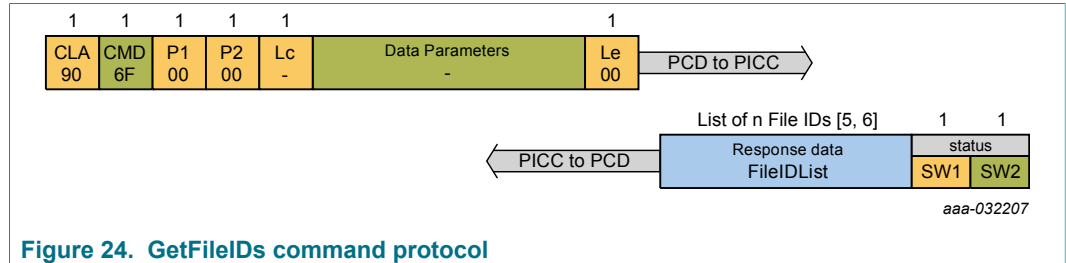 1 1 1 1 1 1
CLA CMD P1 P2 Lc Data Parameters Le
90 6F 00 00 - - 00
PCD to PICC
List of n File IDs [5, 6] 1 1
PICC to PCD
Response data status
FileIDList SW1 SW2
aaa-032207
Figure 24. GetFileIDs command protocol